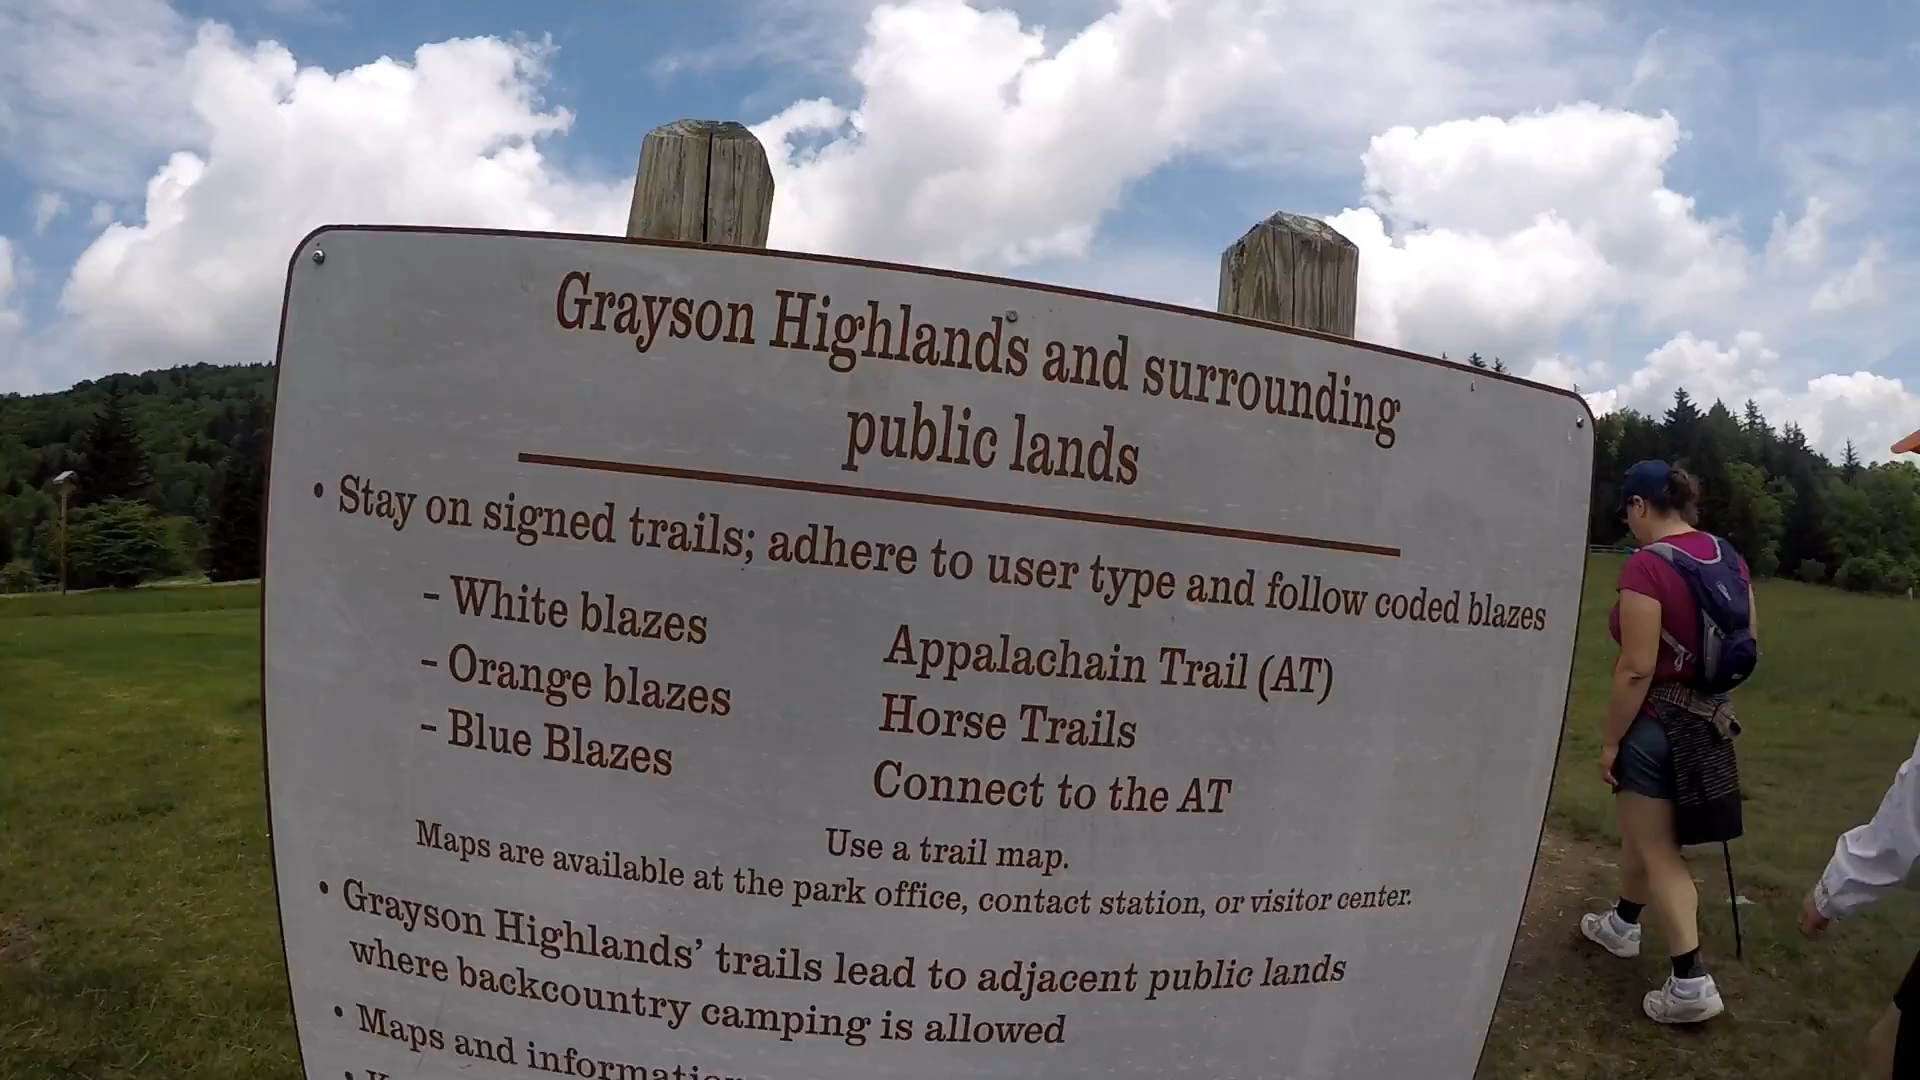 Grayson Highlands and surrounding
public lands
• Stay on signed trails; adhere to user type and follow coded blazes
- White blazes Appalachain Trail (AT)
- Orange blazes Horse Trails
- Blue Blazes Connect to the AT
Use a trail map.
Maps are available at the park office, contact station, or visitor center.
• Grayson Highlands' trails lead to adjacent public lands
where backcountry camping is allowed
• Maps and